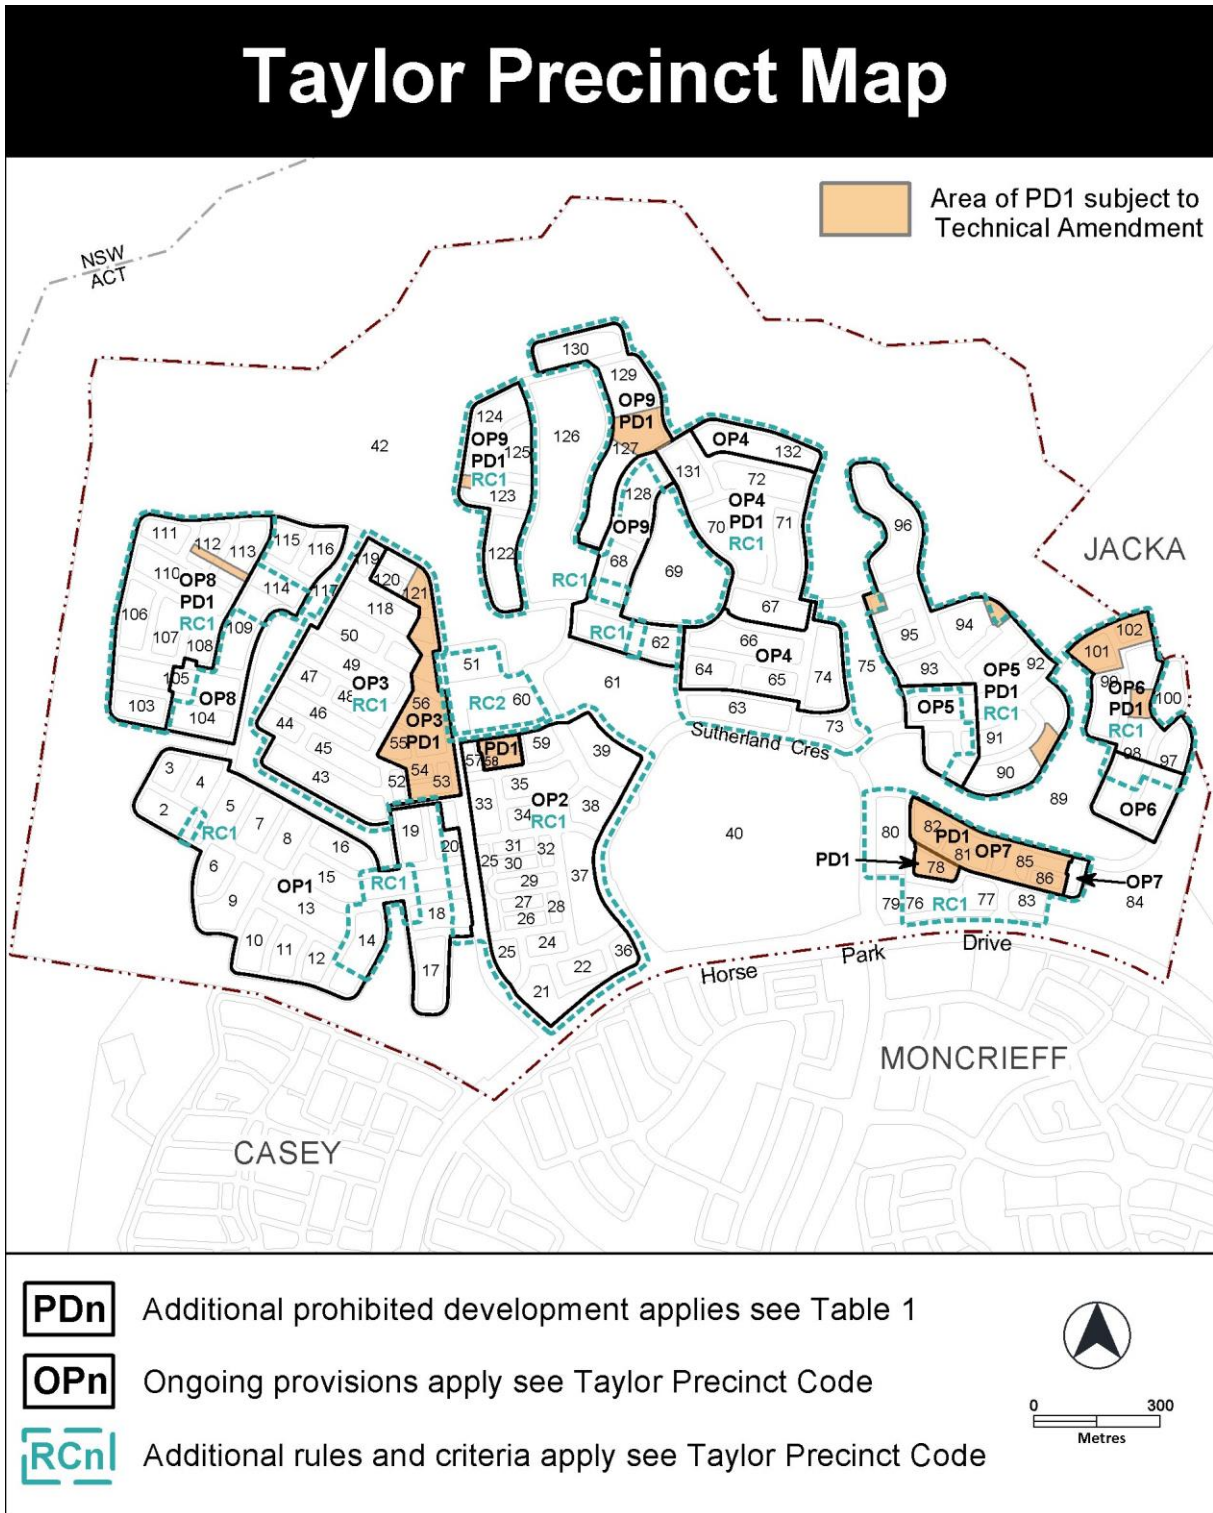 Taylor Precinct Map
Area of PD1 subject to
Technical Amendment
NSW
ACT
130
129
OP9
PD1
124
OP9
125
PD1
RC1
123
126
127
42
OP4
132
131
72
128
OP4
PD1
RC1
70
71
OP9
96
122
68
69
RC1
JACKA
111
112
113
115
116
119
120
121
110
OP8
PD1
RC1
114
117
118
106
107
108
109
50
67
RC1
62
66
OP4
64
65
74
75
95
94
93
92
OP5
PD1
RC1
102
101
99
OP6
PD1
RC1
100
105
103
OP8
104
49
47
OP3
48
RC1
46
44
45
43
56
OP3
PD1
55
54
53
52
51
RC2
60
61
63
73
Sutherland Cres
OP5
91
90
98
97
89
OP6
3
4
2
5
RC1
7
8
16
6
15
OP1
13
9
10
11
12
14
RC1
19
20
18
17
57
PD1
58
59
39
35
33
OP2
34
RC1
38
31
32
25
30
29
37
27
28
26
24
25
22
36
21
40
80
82
PD1
81
OP7
85
PD1
78
86
OP7
79
76
RC1
77
83
84
Horse Park Drive
MONCRIEFF
CASEY
PDn Additional prohibited development applies see Table 1
OPn Ongoing provisions apply see Taylor Precinct Code
RCn Additional rules and criteria apply see Taylor Precinct Code
0 300
Metres